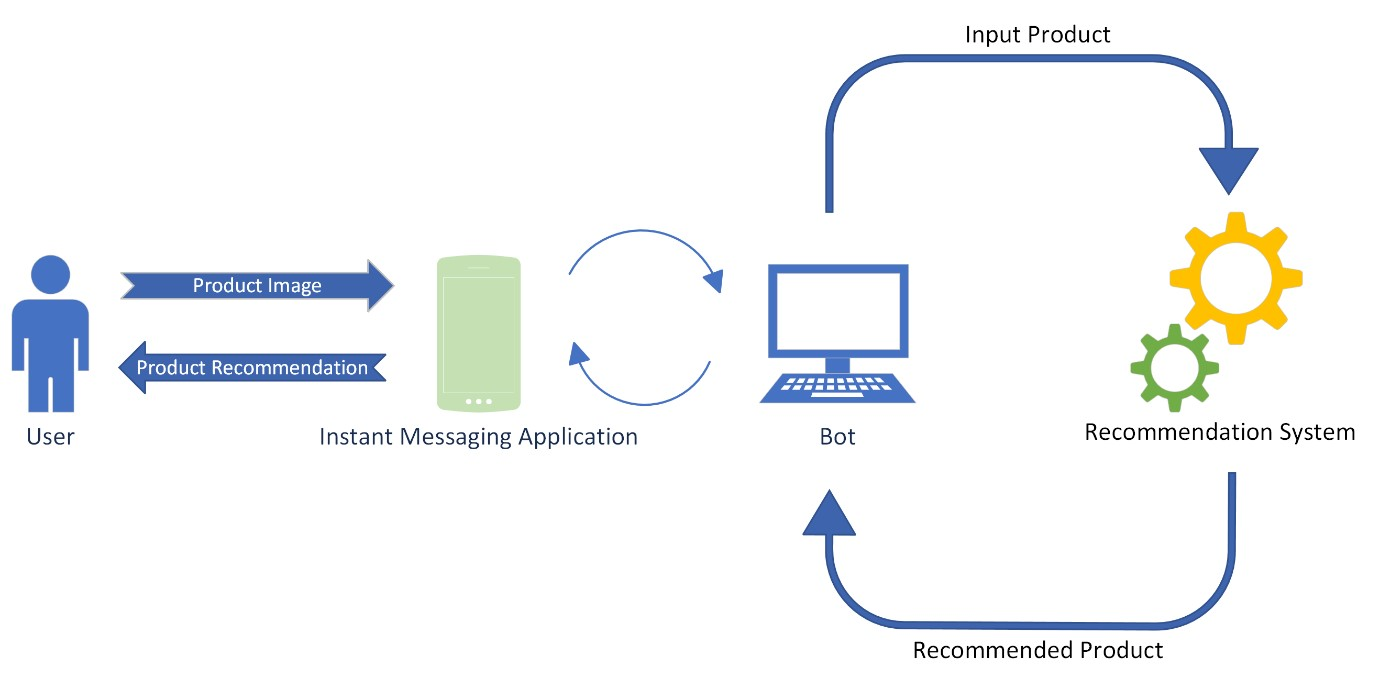 Input Product
Product Image
Product Recommendation
User
Instant Messaging Application
Bot
Recommendation System
Recommended Product